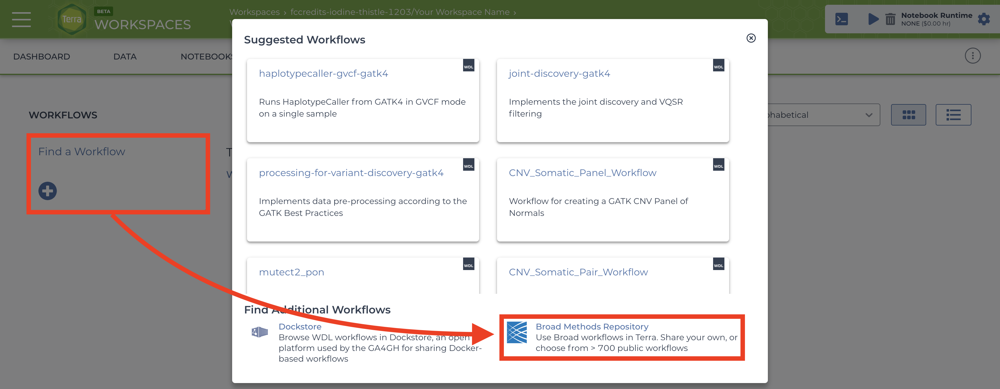 Terra
BETA
WORKSPACES
Workspaces › fccredits-iodine-thistle-1203/Your Workspace Name ›
Notebook Runtime
NONE ($0.00 hr)
DASHBOARD
DATA
NOTEBOOKS
WORKFLOWS
Find a Workflow
phabetical
Suggested Workflows
haplotypecaller-gvcf-gatk4
WDL
Runs HaplotypeCaller from GATK4 in GVCF mode
on a single sample
joint-discovery-gatk4
WDL
Implements the joint discovery and VQSR
filtering
processing-for-variant-discovery-gatk4
WDL
Implements data pre-processing according to the
GATK Best Practices
CNV_Somatic_Panel_Workflow
WDL
Workflow for creating a GATK CNV Panel of
Normals
mutect2_pon
WDL
CNV_Somatic_Pair_Workflow
WDL
Find Additional Workflows
Dockstore
Browse WDL workflows in Dockstore, an open
platform used by the GA4GH for sharing Docker-
based workflows
Broad Methods Repository
Use Broad workflows in Terra. Share your own, or
choose from > 700 public workflows